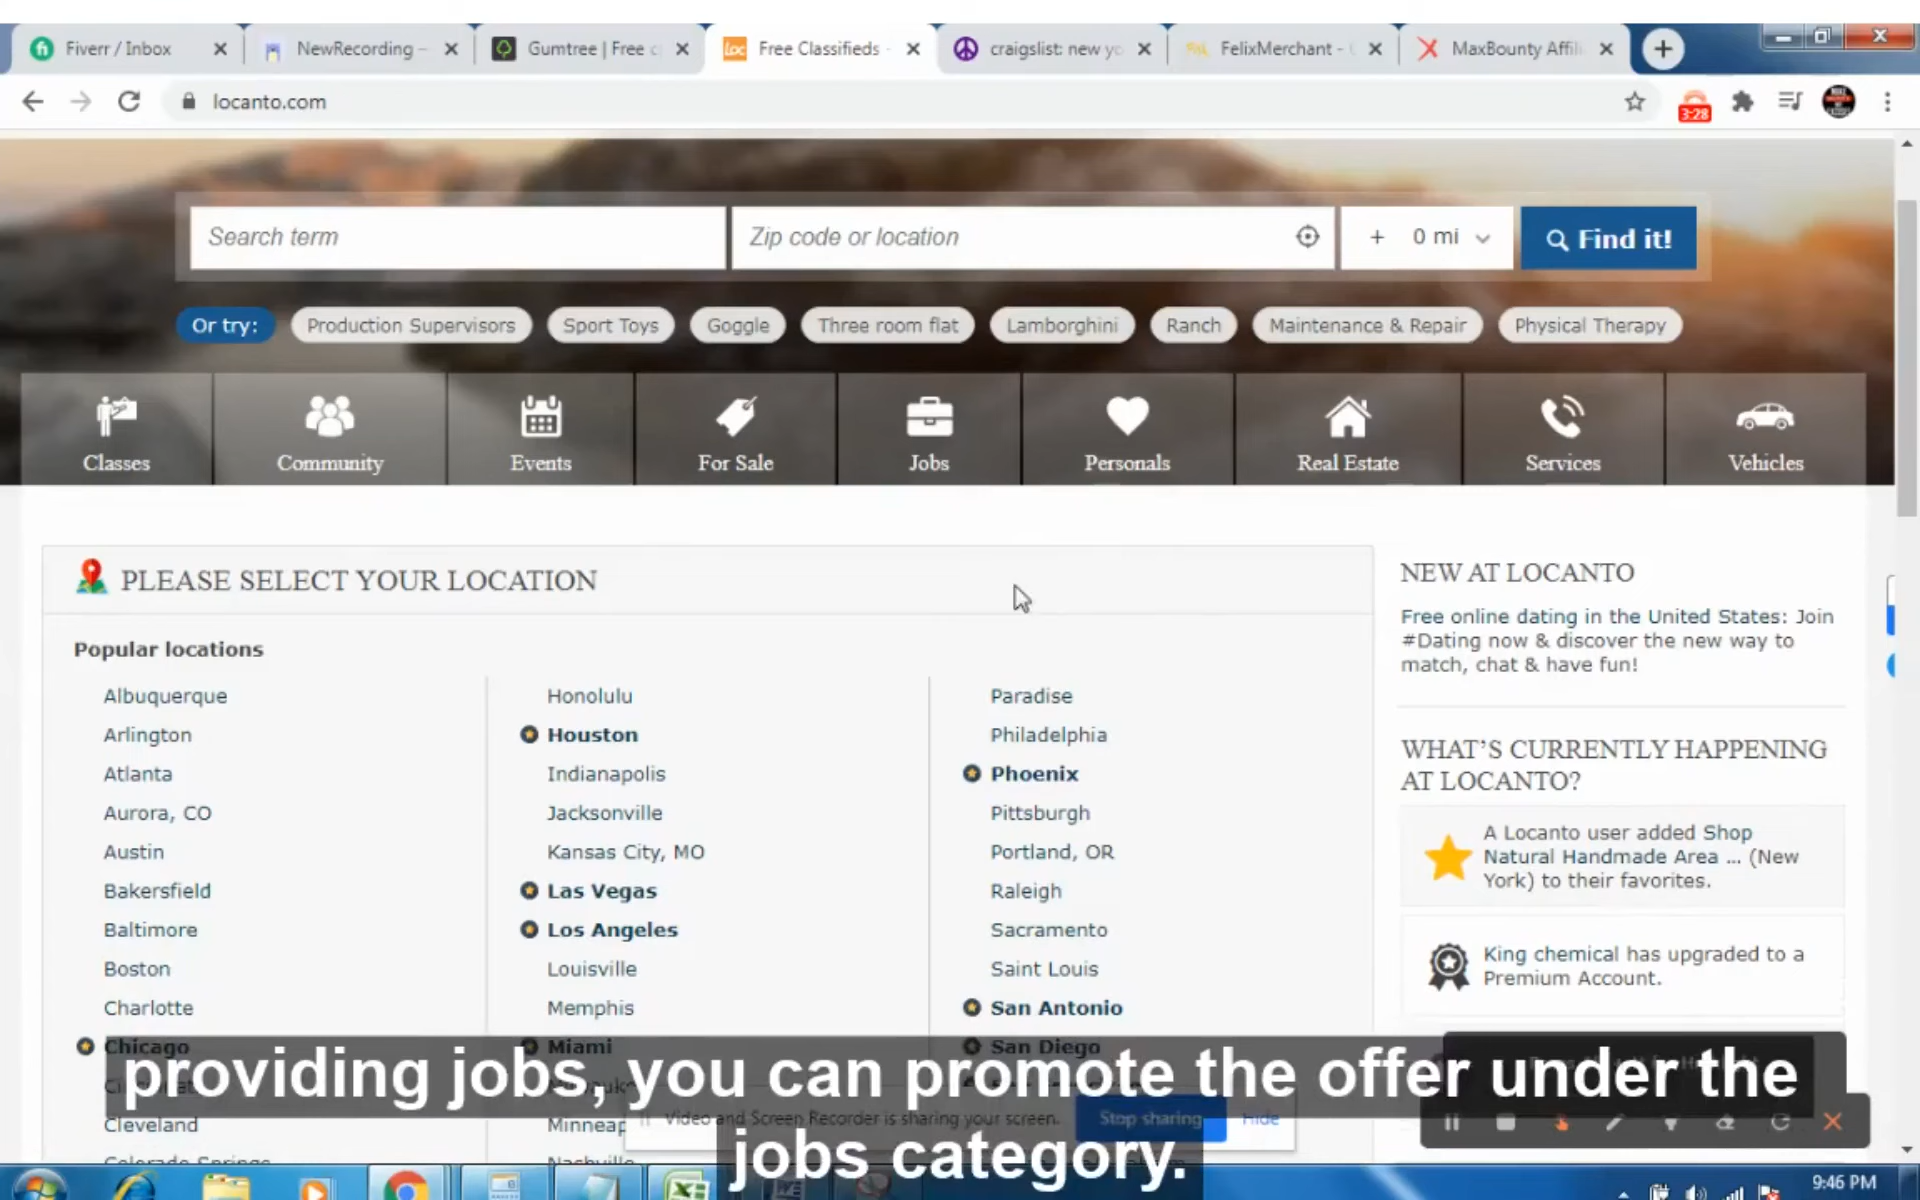 Fiverr / Inbox
NewRecording -
Gumtree | Free c
loc Free Classifieds -
craigslist: new yo
FelixMerchant -
MaxBounty Affil
locanto.com
3:28
Search term
Zip code or location
+ 0 mi
Find it!
Or try:
Production Supervisors
Sport Toys
Goggle
Three room flat
Lamborghini
Ranch
Maintenance & Repair
Physical Therapy
Classes
Community
Events
For Sale
Jobs
Personals
Real Estate
Services
Vehicles
PLEASE SELECT YOUR LOCATION
Popular locations
Albuquerque
Arlington
Atlanta
Aurora, CO
Austin
Bakersfield
Baltimore
Boston
Charlotte
Chicago
Cleveland
Colorado Springs
Honolulu
Houston
Indianapolis
Jacksonville
Kansas City, MO
Las Vegas
Los Angeles
Louisville
Memphis
Miami
Minneap
Nashville
Paradise
Philadelphia
Phoenix
Pittsburgh
Portland, OR
Raleigh
Sacramento
Saint Louis
San Antonio
San Diego
NEW AT LOCANTO
Free online dating in the United States: Join
#Dating now & discover the new way to
match, chat & have fun!
WHAT'S CURRENTLY HAPPENING
AT LOCANTO?
A Locanto user added Shop
Natural Handmade Area ... (New
York) to their favorites.
King chemical has upgraded to a
Premium Account.
providing jobs, you can promote the offer under the
jobs category.
Video and Screen Recorder is sharing your screen.
Stop sharing
hide
9:46 PM